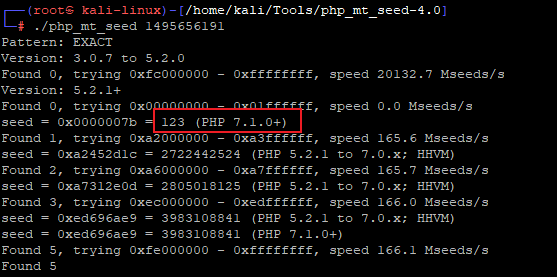 (root㉿kali-linux)-[/home/kali/Tools/php_mt_seed-4.0]
# ./php_mt_seed 1495656191
Pattern: EXACT
Version: 3.0.7 to 5.2.0
Found 0, trying 0xfc000000 - 0xffffffff, speed 20132.7 Mseeds/s
Version: 5.2.1+
Found 0, trying 0x00000000 - 0x01ffffff, speed 0.0 Mseeds/s
seed = 0x0000007b = 123 (PHP 7.1.0+)
Found 1, trying 0xa2000000 - 0xa3ffffff, speed 165.6 Mseeds/s
seed = 0xa2452d1c = 2722442524 (PHP 5.2.1 to 7.0.x; HHVM)
Found 2, trying 0xa6000000 - 0xa7ffffff, speed 165.7 Mseeds/s
seed = 0xa7312e0d = 2805018125 (PHP 5.2.1 to 7.0.x; HHVM)
Found 3, trying 0xec000000 - 0xedffffff, speed 166.0 Mseeds/s
seed = 0xed696ae9 = 3983108841 (PHP 5.2.1 to 7.0.x; HHVM)
seed = 0xed696ae9 = 3983108841 (PHP 7.1.0+)
Found 5, trying 0xfe000000 - 0xffffffff, speed 166.1 Mseeds/s
Found 5